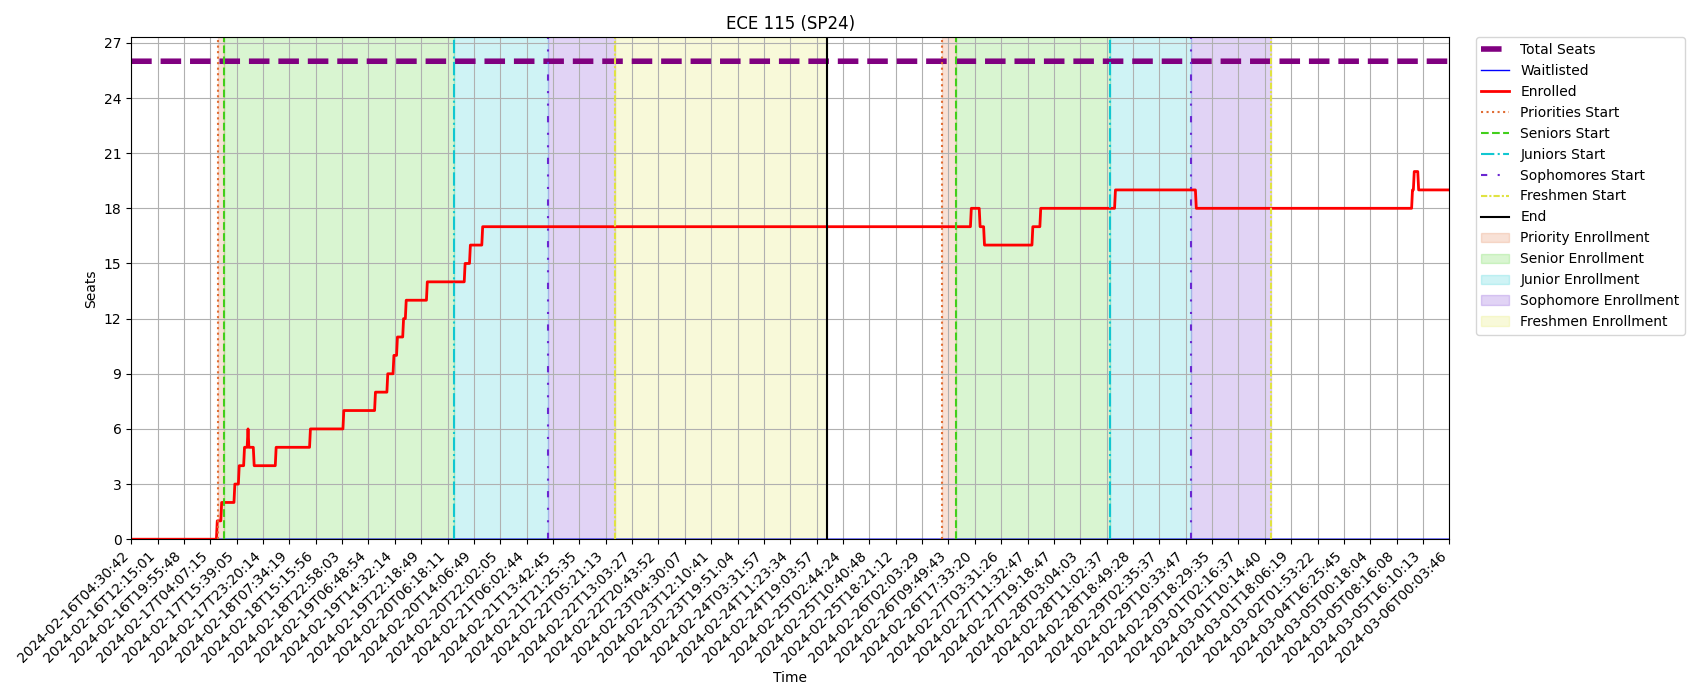 ECE 115 (SP24)
27
24
21
18
15
12
9
6
3
0
Seats
2024-02-16T04:30:42
2024-02-16T12:15:01
2024-02-16T19:55:48
2024-02-17T04:07:15
2024-02-17T15:39:05
2024-02-17T23:20:14
2024-02-18T07:34:19
2024-02-18T15:15:56
2024-02-18T22:58:03
2024-02-19T06:48:54
2024-02-19T14:32:14
2024-02-19T22:18:49
2024-02-20T06:18:11
2024-02-20T14:06:49
2024-02-20T22:02:05
2024-02-21T06:02:44
2024-02-21T13:42:45
2024-02-21T21:25:35
2024-02-22T05:21:13
2024-02-22T13:03:27
2024-02-22T20:43:52
2024-02-23T04:30:07
2024-02-23T12:10:41
2024-02-23T19:51:04
2024-02-24T03:31:57
2024-02-24T11:23:34
2024-02-24T19:03:57
2024-02-25T02:44:24
2024-02-25T10:40:48
2024-02-25T18:21:12
2024-02-26T02:03:29
2024-02-26T09:49:43
2024-02-26T17:33:20
2024-02-27T03:31:26
2024-02-27T11:32:47
2024-02-27T19:18:47
2024-02-28T03:04:03
2024-02-28T11:02:37
2024-02-28T18:49:28
2024-02-29T02:35:37
2024-02-29T10:33:47
2024-02-29T18:29:35
2024-03-01T02:16:37
2024-03-01T10:14:40
2024-03-01T18:06:19
2024-03-02T01:53:22
2024-03-04T16:25:45
2024-03-05T00:18:04
2024-03-05T08:16:08
2024-03-05T16:10:13
2024-03-06T00:03:46
Time
Total Seats
Waitlisted
Enrolled
Priorities Start
Seniors Start
Juniors Start
Sophomores Start
Freshmen Start
End
Priority Enrollment
Senior Enrollment
Junior Enrollment
Sophomore Enrollment
Freshmen Enrollment